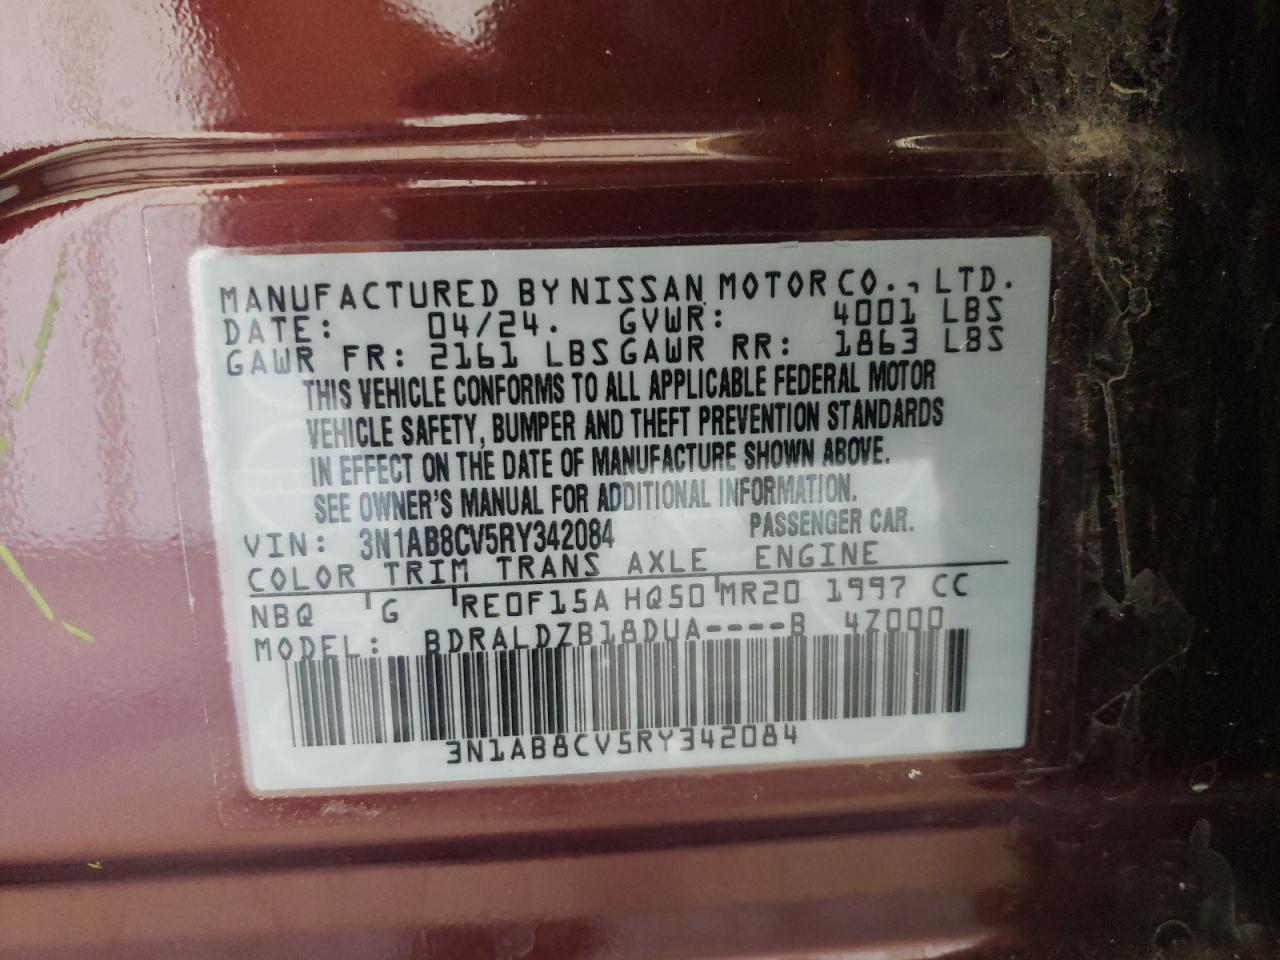 MANUFACTURED BY NISSAN MOTOR CO., LTD.
DATE: 04/24. GVWR: 4001 LBS
GAWR FR: 2161 LBS GAWR RR: 1863 LBS
THIS VEHICLE CONFORMS TO ALL APPLICABLE FEDERAL MOTOR
VEHICLE SAFETY, BUMPER AND THEFT PREVENTION STANDARDS
IN EFFECT ON THE DATE OF MANUFACTURE SHOWN ABOVE.
SEE OWNER'S MANUAL FOR ADDITIONAL INFORMATION.
VIN: 3N1AB8CV5RY342084 PASSENGER CAR.
COLOR TRIM TRANS AXLE ENGINE
NBQ G RE0F15A HQ50 MR20 1997 CC
MODEL: BDRALDZB18DUA----B 4Z000
3N1AB8CV5RY342084